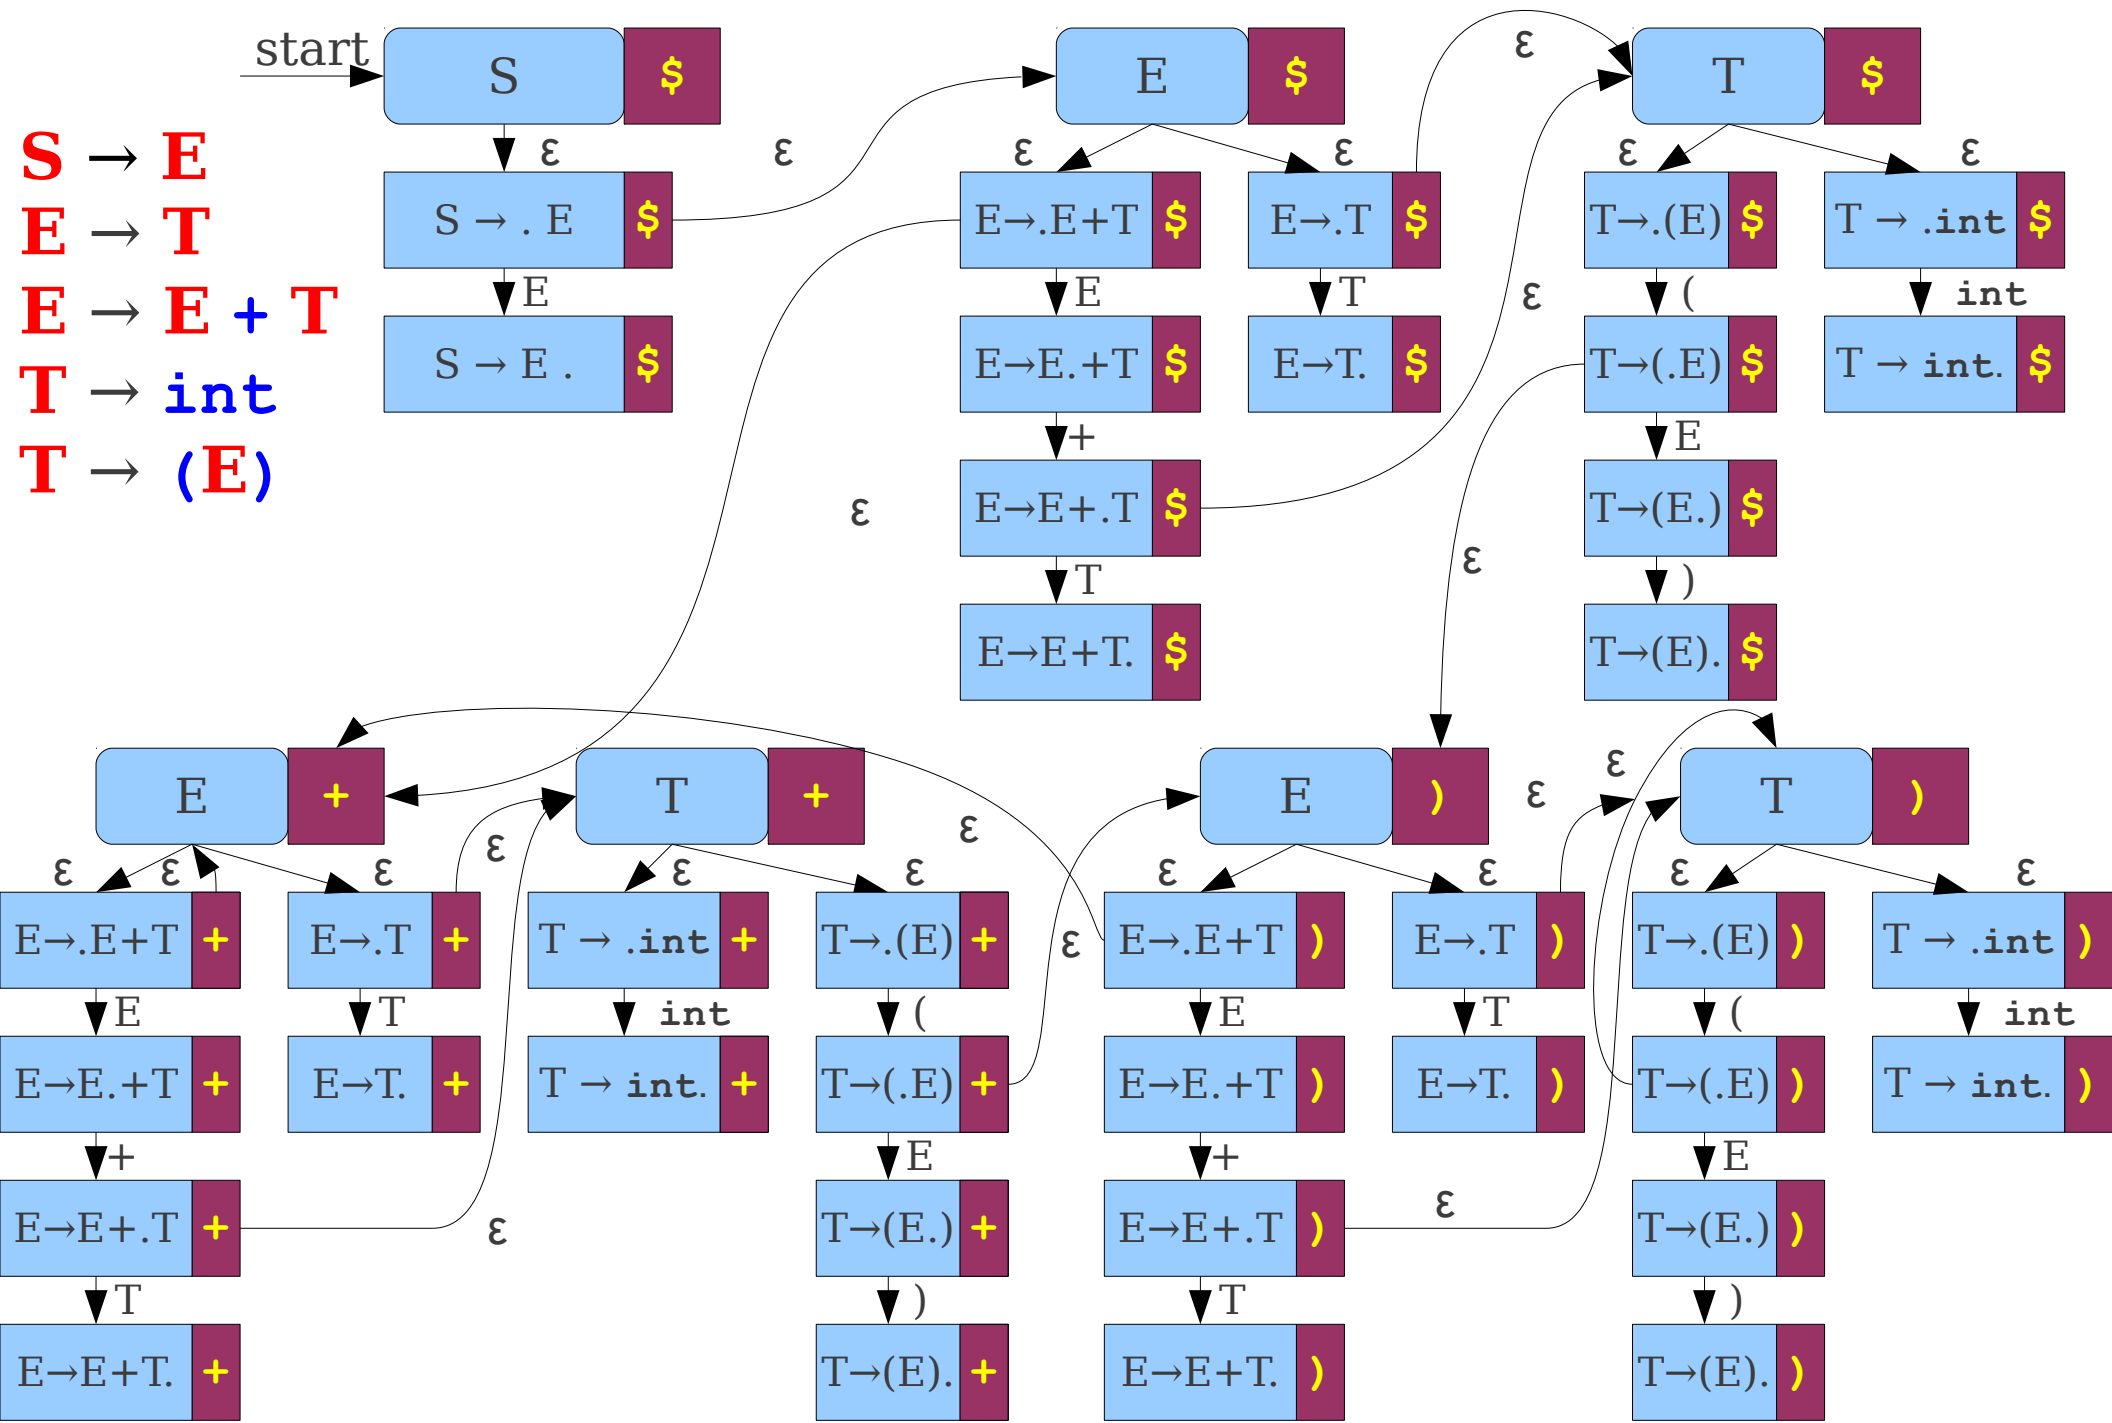 start
S $
E $
T $
ε
S → E
E → T
E → E + T
T → int
T → (E)
ε ε ε ε ε ε
S → . E $
E→.E+T $
E→.T $
T→.(E) $
T → .int $
E E T ( int
ε
S → E . $
E→E.+T $
E→T. $
T→(.E) $
T → int. $
+ E
E→E+.T $
T→(E.) $
ε ε
T )
E→E+T. $
T→(E). $
E +
T +
E )
T )
ε ε
ε ε
ε ε ε ε ε ε ε ε ε
E→.E+T +
E→.T +
T → .int +
T→.(E) +
ε
E→.E+T )
E→.T )
T→.(E) )
T → .int )
E T int ( E T ( int
E→E.+T +
E→T. +
T → int. +
T→(.E) +
E→E.+T )
E→T. )
T→(.E) )
T → int. )
+ E + E
E→E+.T +
ε
T→(E.) +
E→E+.T )
ε
T→(E.) )
T ) T )
E→E+T. +
T→(E). +
E→E+T. )
T→(E). )